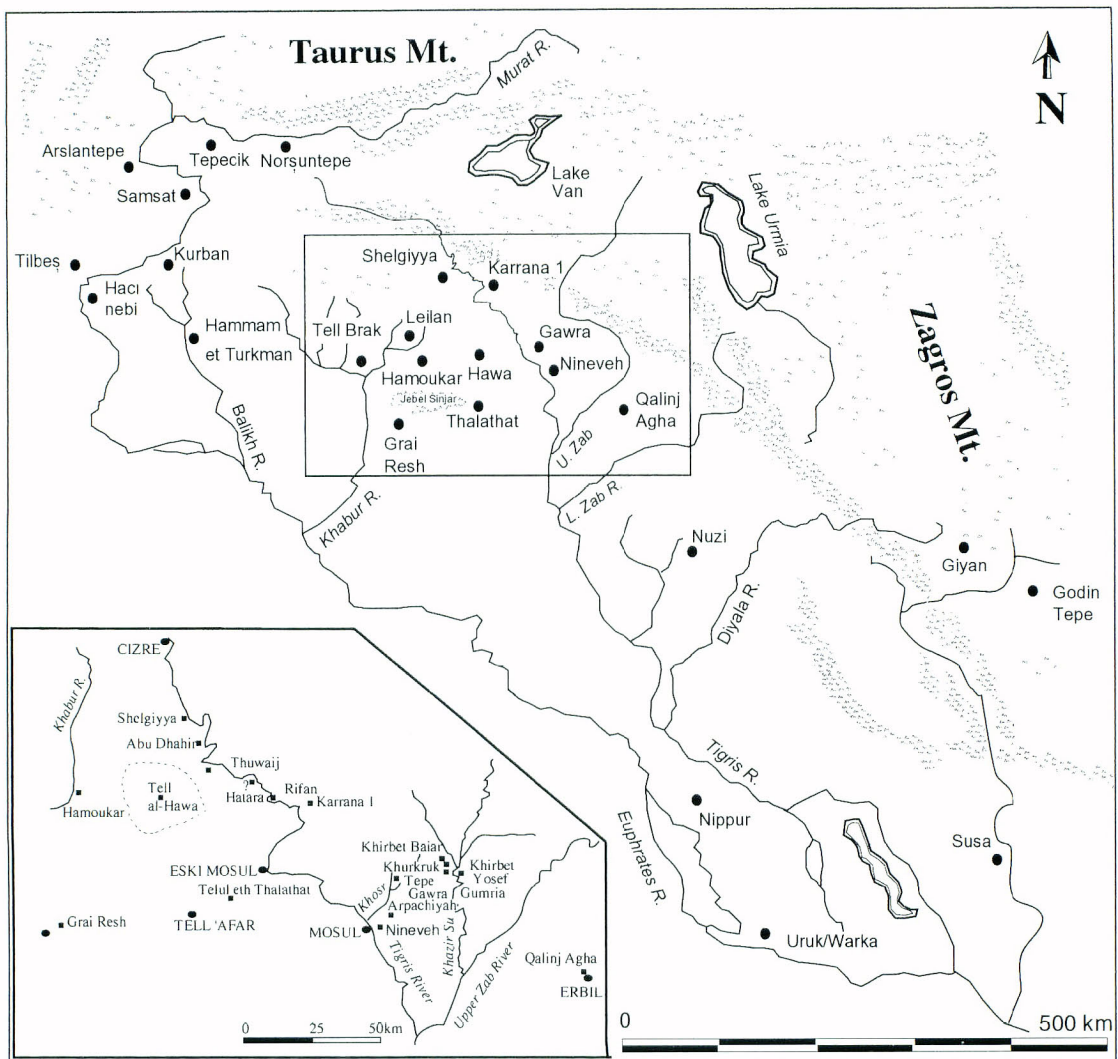 Taurus Mt.
Murat R.
N
Arslantepe
Tepecik
Norsuntepe
Samsat
Lake
Van
Lake Urmia
Tilbeş
Kurban
Hacı
nebi
Shelgiyya
Karrana 1
Hammam
et Turkman
Tell Brak
Leilan
Gawra
Nineveh
Hamoukar
Hawa
Jebel Sinjar
Thalathat
Qalinj
Agha
Grai
Resh
Zagros Mt.
Balikh R.
Khabur R.
U. Zab
L. Zab R.
Nuzi
Giyan
Godin
Tepe
Diyala R.
Tigris R.
Nippur
Euphrates R.
Susa
Uruk/Warka
0
500 km
CIZRE
Khabur R.
Shelgiyya
Abu Dhahir
Thuwaij
?
Hatara
Rifan
Karrana 1
Tell
al-Hawa
Hamoukar
ESKI MOSUL
Telul eth Thalathat
TELL 'AFAR
Grai Resh
Khirbet Baiar
Khurkruk
Tepe
Gawra
Khirbet
Yosef
Gumria
Khosr
Arpachiyah
MOSUL
Nineveh
Khazir Su
Tigris River
Upper Zab River
Qalinj Agha
ERBIL
0
25
50km